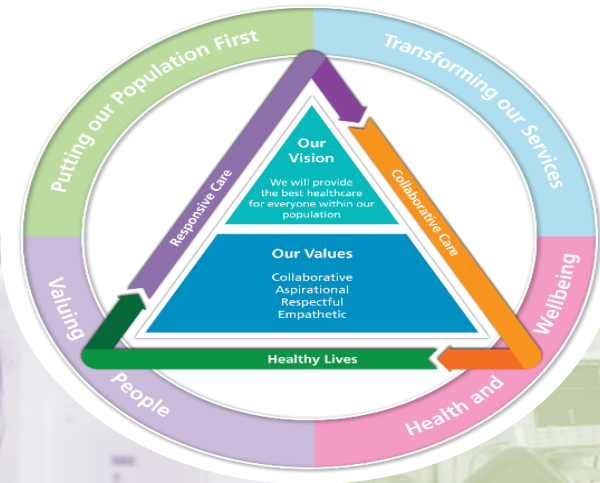 Putting our Population First
Transforming our Services
Responsive Care
Collaborative Care
Our
Vision
We will provide
the best healthcare
for everyone within our
population
Our Values
Collaborative
Aspirational
Respectful
Empathetic
Healthy Lives
Valuing
People
Health and
Wellbeing